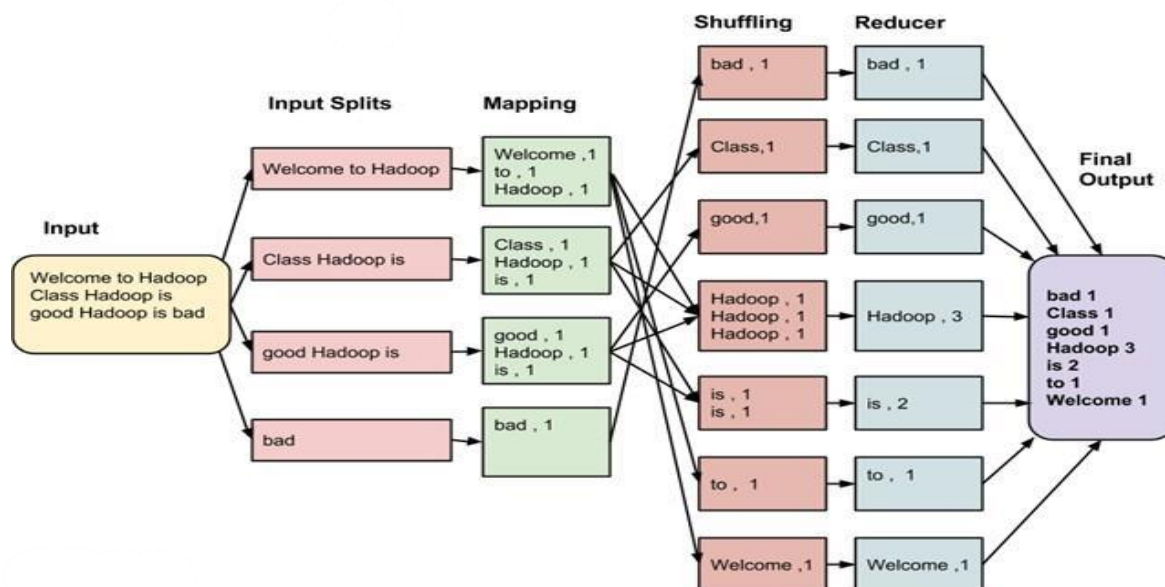 Input
Welcome to Hadoop
Class Hadoop is
good Hadoop is bad
Input Splits
Welcome to Hadoop
Class Hadoop is
good Hadoop is
bad
Mapping
Welcome ,1
to , 1
Hadoop , 1
Class , 1
Hadoop , 1
is , 1
good , 1
Hadoop , 1
is , 1
bad , 1
Shuffling
bad , 1
Class,1
good,1
Hadoop , 1
Hadoop , 1
Hadoop , 1
is , 1
is , 1
to , 1
Welcome ,1
Reducer
bad , 1
Class,1
good,1
Hadoop , 3
is , 2
to , 1
Welcome ,1
Final
Output
bad 1
Class 1
good 1
Hadoop 3
is 2
to 1
Welcome 1